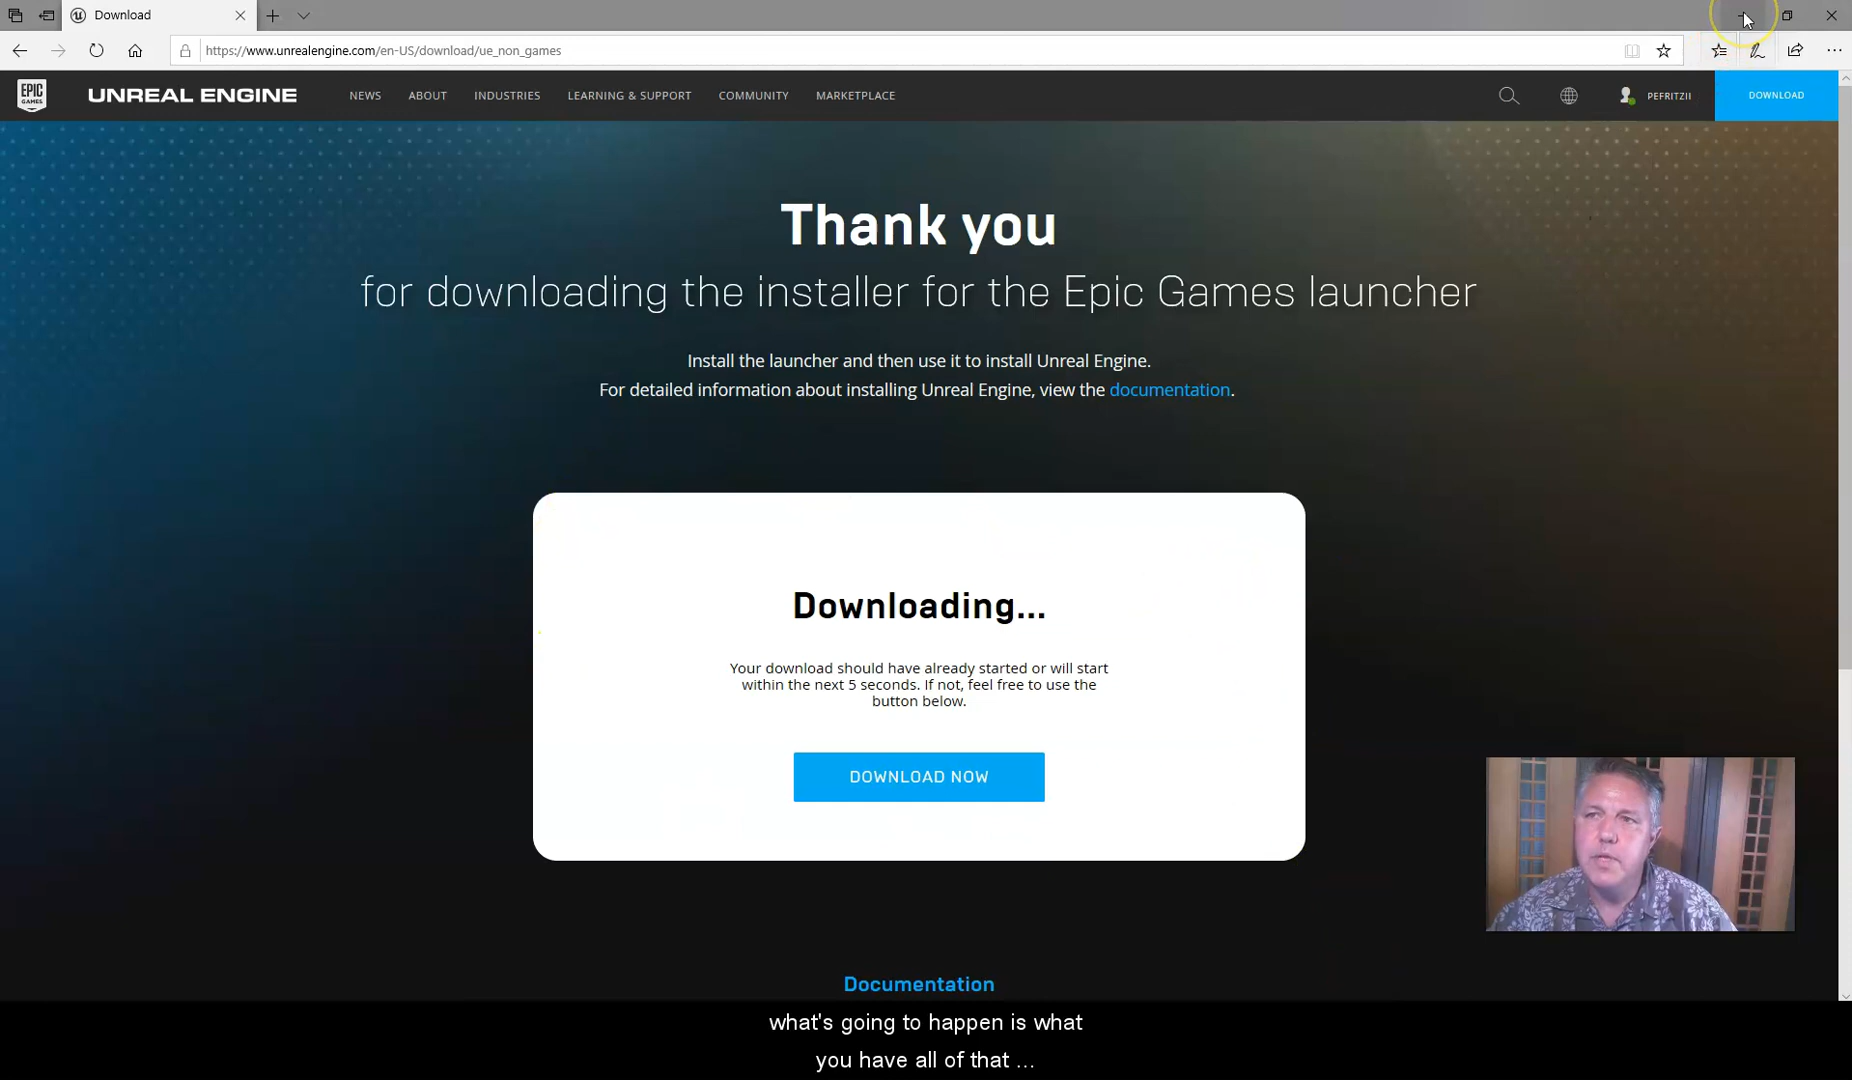 Download
https://www.unrealengine.com/en-US/download/ue_non_games
EPIC GAMES
UNREAL ENGINE
NEWS
ABOUT
INDUSTRIES
LEARNING & SUPPORT
COMMUNITY
MARKETPLACE
PEFRITZII
DOWNLOAD
Thank you
for downloading the installer for the Epic Games launcher
Install the launcher and then use it to install Unreal Engine.
For detailed information about installing Unreal Engine, view the documentation.
Downloading...
Your download should have already started or will start
within the next 5 seconds. If not, feel free to use the
button below.
DOWNLOAD NOW
Documentation
what's going to happen is what
you have all of that ...